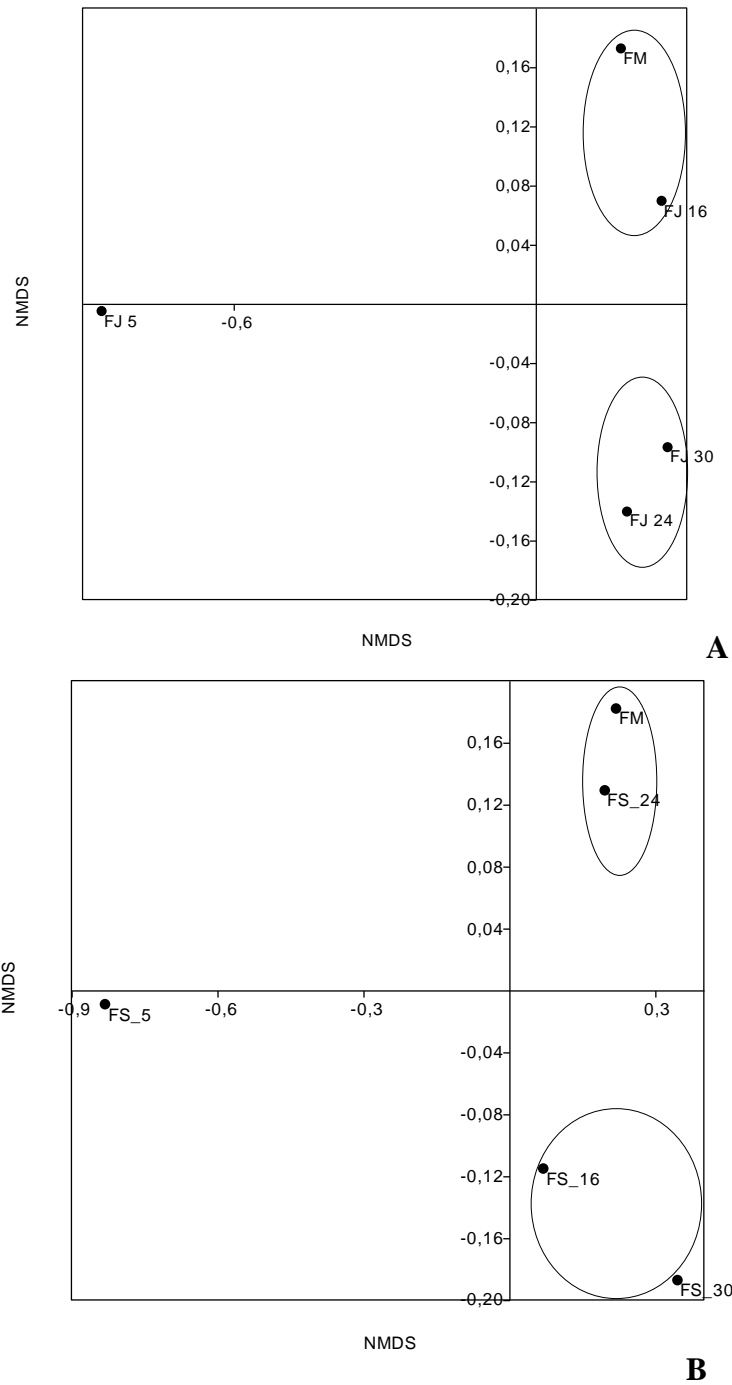 0,16
FM
0,12
0,08
FJ 16
0,04
NMDS
FJ 5
-0,6
-0,04
-0,08
FJ 30
-0,12
FJ 24
-0,16
-0,20
NMDS
A
FM
0,16
FS_24
0,12
0,08
0,04
NMDS
-0,9
FS_5
-0,6
-0,3
0,3
-0,04
-0,08
-0,12
FS_16
-0,16
FS_30
-0,20
NMDS
B